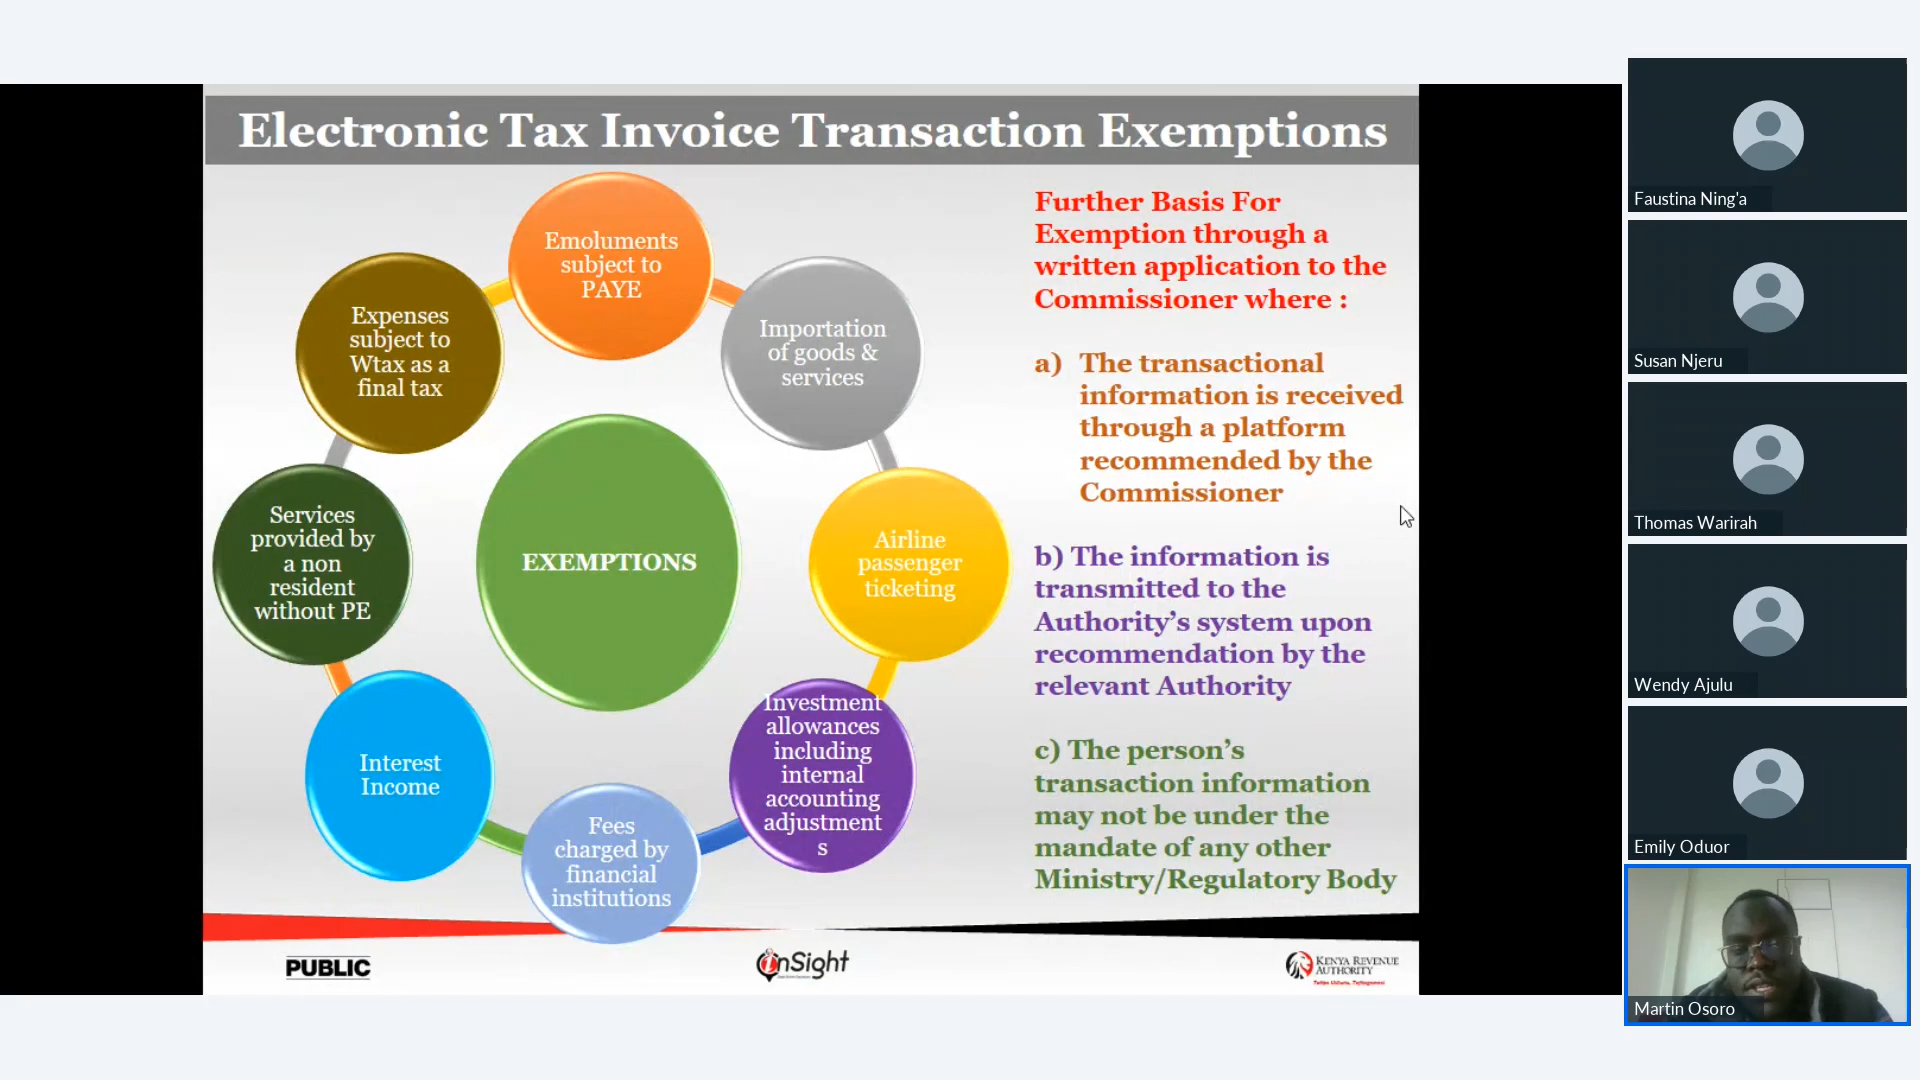 Electronic Tax Invoice Transaction Exemptions
Emoluments
subject to
PAYE
Importation
of goods &
services
Airline
passenger
ticketing
Investment
allowances
including
internal
accounting
adjustment
s
Fees
charged by
financial
institutions
Interest
Income
Services
provided by
a non
resident
without PE
Expenses
subject to
Wtax as a
final tax
EXEMPTIONS
Further Basis For
Exemption through a
written application to the
Commissioner where :
a) The transactional
information is received
through a platform
recommended by the
Commissioner
b) The information is
transmitted to the
Authority’s system upon
recommendation by the
relevant Authority
c) The person’s
transaction information
may not be under the
mandate of any other
Ministry/Regulatory Body
PUBLIC
inSight
KENYA REVENUE
AUTHORITY
Tulipe Ushuru, Tujitegemee!
Faustina Ning'a
Susan Njeru
Thomas Warirah
Wendy Ajulu
Emily Oduor
Martin Osoro